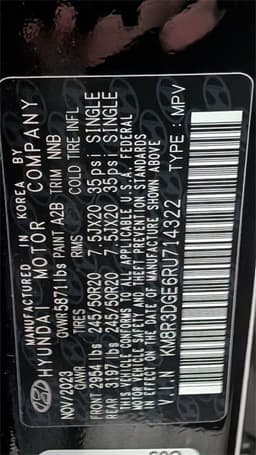 MANUFACTURED IN KOREA BY
HYUNDAI MOTOR COMPANY
NOV/2023 GVWR 5871 lbs PAINT A2B TRIM NNB
GAWR TIRES RIMS COLD TIRE INFL
FRONT 2954 lbs 245/50R20 7.5JX20 35psi SINGLE
REAR 3197 lbs 245/50R20 7.5JX20 35psi SINGLE
THIS VEHICLE CONFORMS TO ALL APPLICABLE U.S.A. FEDERAL
MOTOR VEHICLE SAFETY AND THEFT PREVENTION STANDARDS
IN EFFECT ON THE DATE OF MANUFACTURE SHOWN ABOVE
V.I.N KM8R3DGE6RU714322 TYPE : MPV